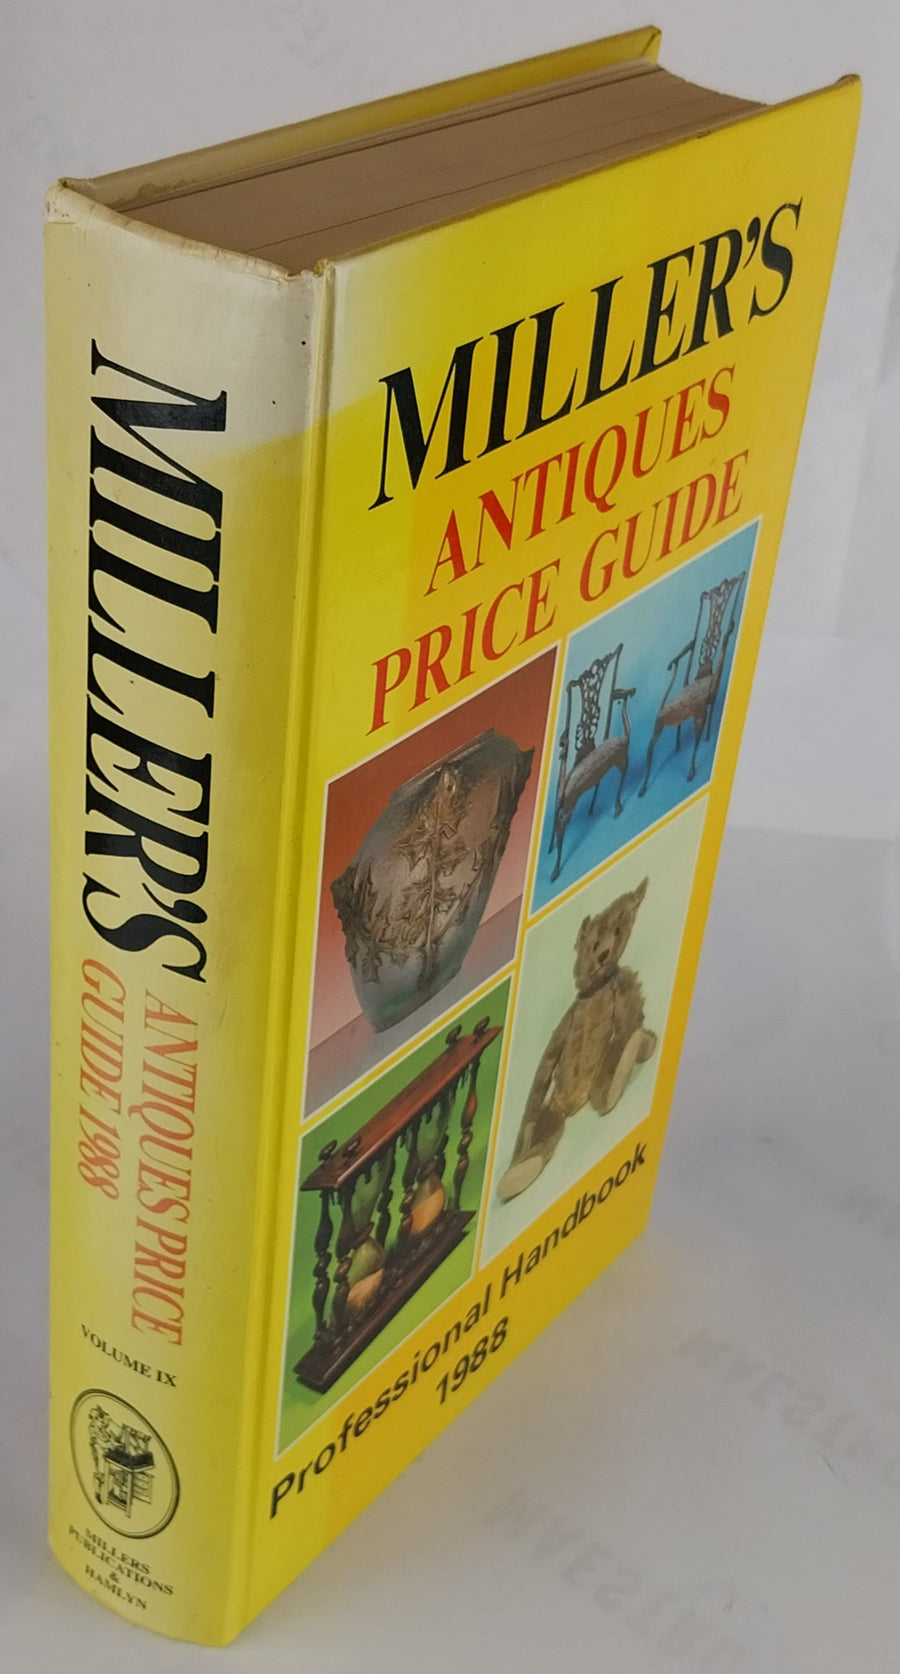 MILLER'S
ANTIQUES PRICE
GUIDE 1988
VOLUME IX
MILLERS
PUBLICATIONS
&
HAMLYN
MILLER'S
ANTIQUES
PRICE GUIDE
Professional Handbook
1988